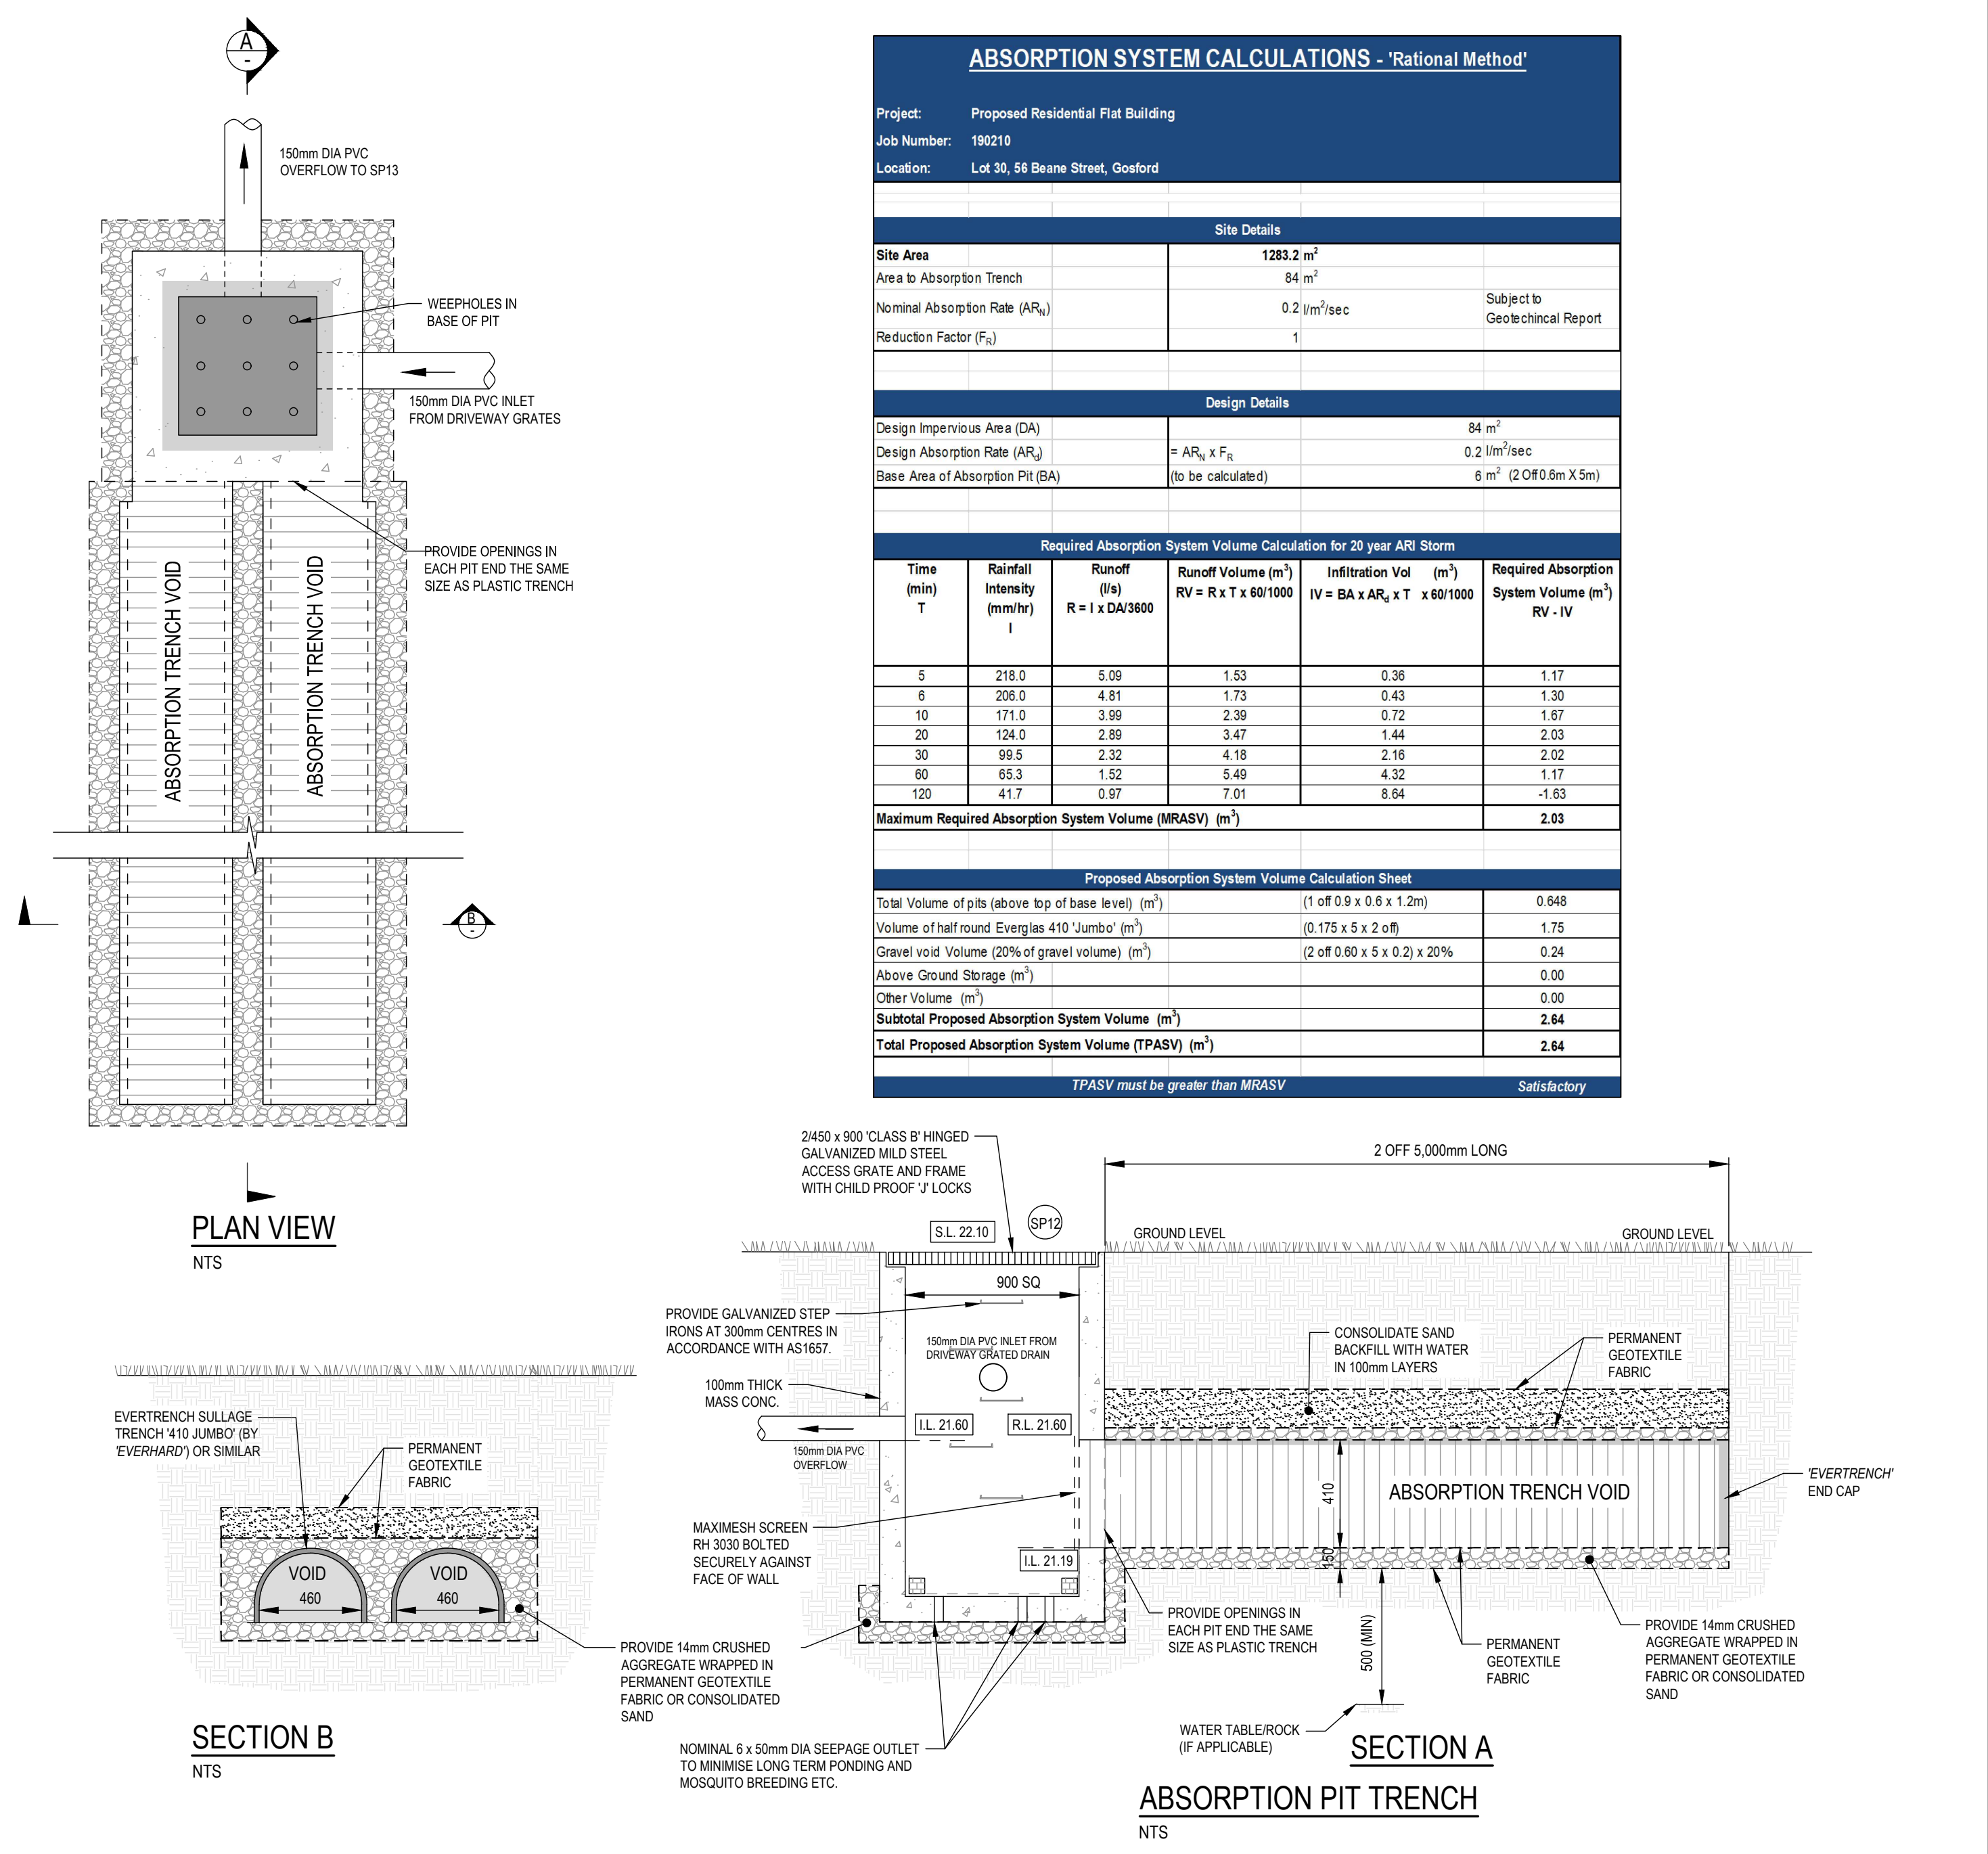 A
-
150mm DIA PVC
OVERFLOW TO SP13
WEEPHOLES IN
BASE OF PIT
150mm DIA PVC INLET
FROM DRIVEWAY GRATES
PROVIDE OPENINGS IN
EACH PIT END THE SAME
SIZE AS PLASTIC TRENCH
ABSORPTION TRENCH VOID
ABSORPTION TRENCH VOID
B
-
PLAN VIEW
NTS
ABSORPTION SYSTEM CALCULATIONS - 'Rational Method'
Project: Proposed Residential Flat Building
Job Number: 190210
Location: Lot 30, 56 Beane Street, Gosford
Site Details
Site Area 1283.2 m²
Area to Absorption Trench 84 m²
Nominal Absorption Rate (ARN) 0.2 l/m²/sec Subject to
Geotechincal Report
Reduction Factor (FR) 1
Design Details
Design Impervious Area (DA) 84 m²
Design Absorption Rate (ARd) = ARN x FR 0.2 l/m²/sec
Base Area of Absorption Pit (BA) (to be calculated) 6 m² (2 Off 0.6m X 5m)
Required Absorption System Volume Calculation for 20 year ARI Storm
Time Rainfall Runoff Runoff Volume (m³) Infiltration Vol (m³) Required Absorption
(min) Intensity (l/s) RV = R x T x 60/1000 IV = BA x ARd x T x 60/1000 System Volume (m³)
T (mm/hr) R = I x DA/3600 RV - IV
I
5 218.0 5.09 1.53 0.36 1.17
6 206.0 4.81 1.73 0.43 1.30
10 171.0 3.99 2.39 0.72 1.67
20 124.0 2.89 3.47 1.44 2.03
30 99.5 2.32 4.18 2.16 2.02
60 65.3 1.52 5.49 4.32 1.17
120 41.7 0.97 7.01 8.64 -1.63
Maximum Required Absorption System Volume (MRASV) (m³) 2.03
Proposed Absorption System Volume Calculation Sheet
Total Volume of pits (above top of base level) (m³) (1 off 0.9 x 0.6 x 1.2m) 0.648
Volume of half round Everglas 410 'Jumbo' (m³) (0.175 x 5 x 2 off) 1.75
Gravel void Volume (20% of gravel volume) (m³) (2 off 0.60 x 5 x 0.2) x 20% 0.24
Above Ground Storage (m³) 0.00
Other Volume (m³) 0.00
Subtotal Proposed Absorption System Volume (m³) 2.64
Total Proposed Absorption System Volume (TPASV) (m³) 2.64
TPASV must be greater than MRASV Satisfactory
EVERTRENCH SULLAGE
TRENCH '410 JUMBO' (BY
'EVERHARD') OR SIMILAR
PERMANENT
GEOTEXTILE
FABRIC
VOID
460
VOID
460
PROVIDE 14mm CRUSHED
AGGREGATE WRAPPED IN
PERMANENT GEOTEXTILE
FABRIC OR CONSOLIDATED
SAND
SECTION B
NTS
2/450 x 900 'CLASS B' HINGED
GALVANIZED MILD STEEL
ACCESS GRATE AND FRAME
WITH CHILD PROOF 'J' LOCKS
S.L. 22.10
SP12
2 OFF 5,000mm LONG
GROUND LEVEL
GROUND LEVEL
900 SQ
PROVIDE GALVANIZED STEP
IRONS AT 300mm CENTRES IN
ACCORDANCE WITH AS1657.
150mm DIA PVC INLET FROM
DRIVEWAY GRATED DRAIN
100mm THICK
MASS CONC.
I.L. 21.60
R.L. 21.60
150mm DIA PVC
OVERFLOW
CONSOLIDATE SAND
BACKFILL WITH WATER
IN 100mm LAYERS
PERMANENT
GEOTEXTILE
FABRIC
MAXIMESH SCREEN
RH 3030 BOLTED
SECURELY AGAINST
FACE OF WALL
I.L. 21.19
410
150
500 (MIN)
ABSORPTION TRENCH VOID
'EVERTRENCH'
END CAP
PROVIDE OPENINGS IN
EACH PIT END THE SAME
SIZE AS PLASTIC TRENCH
PERMANENT
GEOTEXTILE
FABRIC
PROVIDE 14mm CRUSHED
AGGREGATE WRAPPED IN
PERMANENT GEOTEXTILE
FABRIC OR CONSOLIDATED
SAND
NOMINAL 6 x 50mm DIA SEEPAGE OUTLET
TO MINIMISE LONG TERM PONDING AND
MOSQUITO BREEDING ETC.
WATER TABLE/ROCK
(IF APPLICABLE)
SECTION A
ABSORPTION PIT TRENCH
NTS